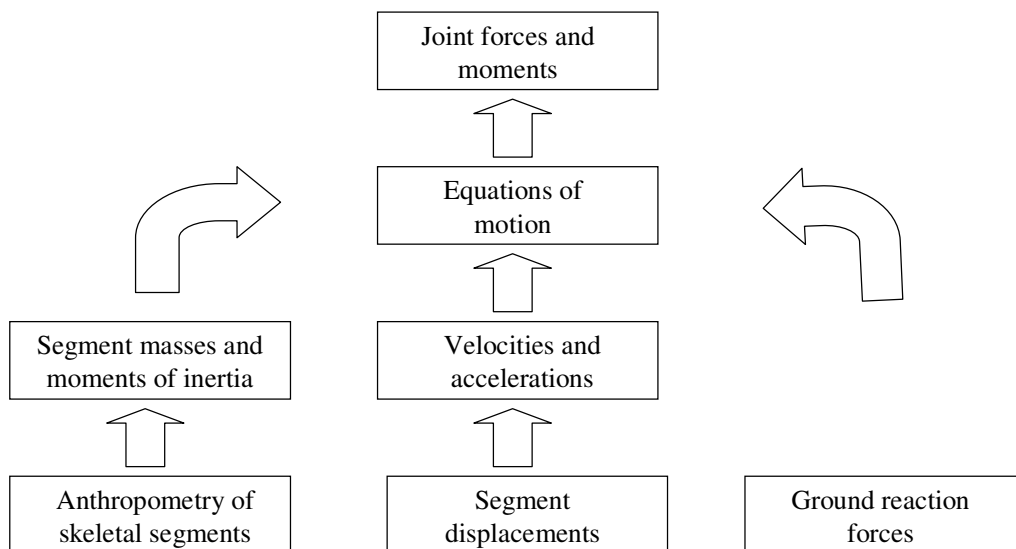 Joint forces and
moments
Equations of
motion
Segment masses and
moments of inertia
Velocities and
accelerations
Anthropometry of
skeletal segments
Segment
displacements
Ground reaction
forces